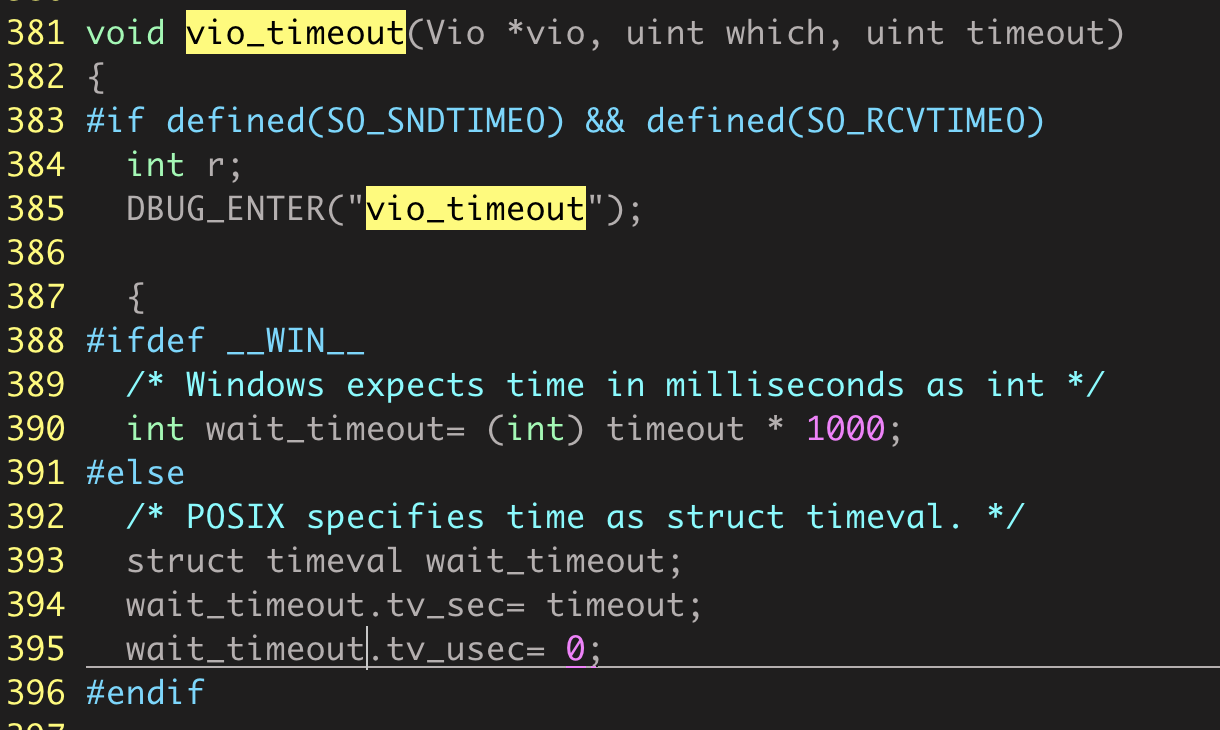 381 void vio_timeout(Vio *vio, uint which, uint timeout)
382 {
383 #if defined(SO_SNDTIMEO) && defined(SO_RCVTIMEO)
384   int r;
385   DBUG_ENTER("vio_timeout");
386
387   {
388 #ifdef __WIN__
389   /* Windows expects time in milliseconds as int */
390   int wait_timeout= (int) timeout * 1000;
391 #else
392   /* POSIX specifies time as struct timeval. */
393   struct timeval wait_timeout;
394   wait_timeout.tv_sec= timeout;
395   wait_timeout.tv_usec= 0;
396 #endif